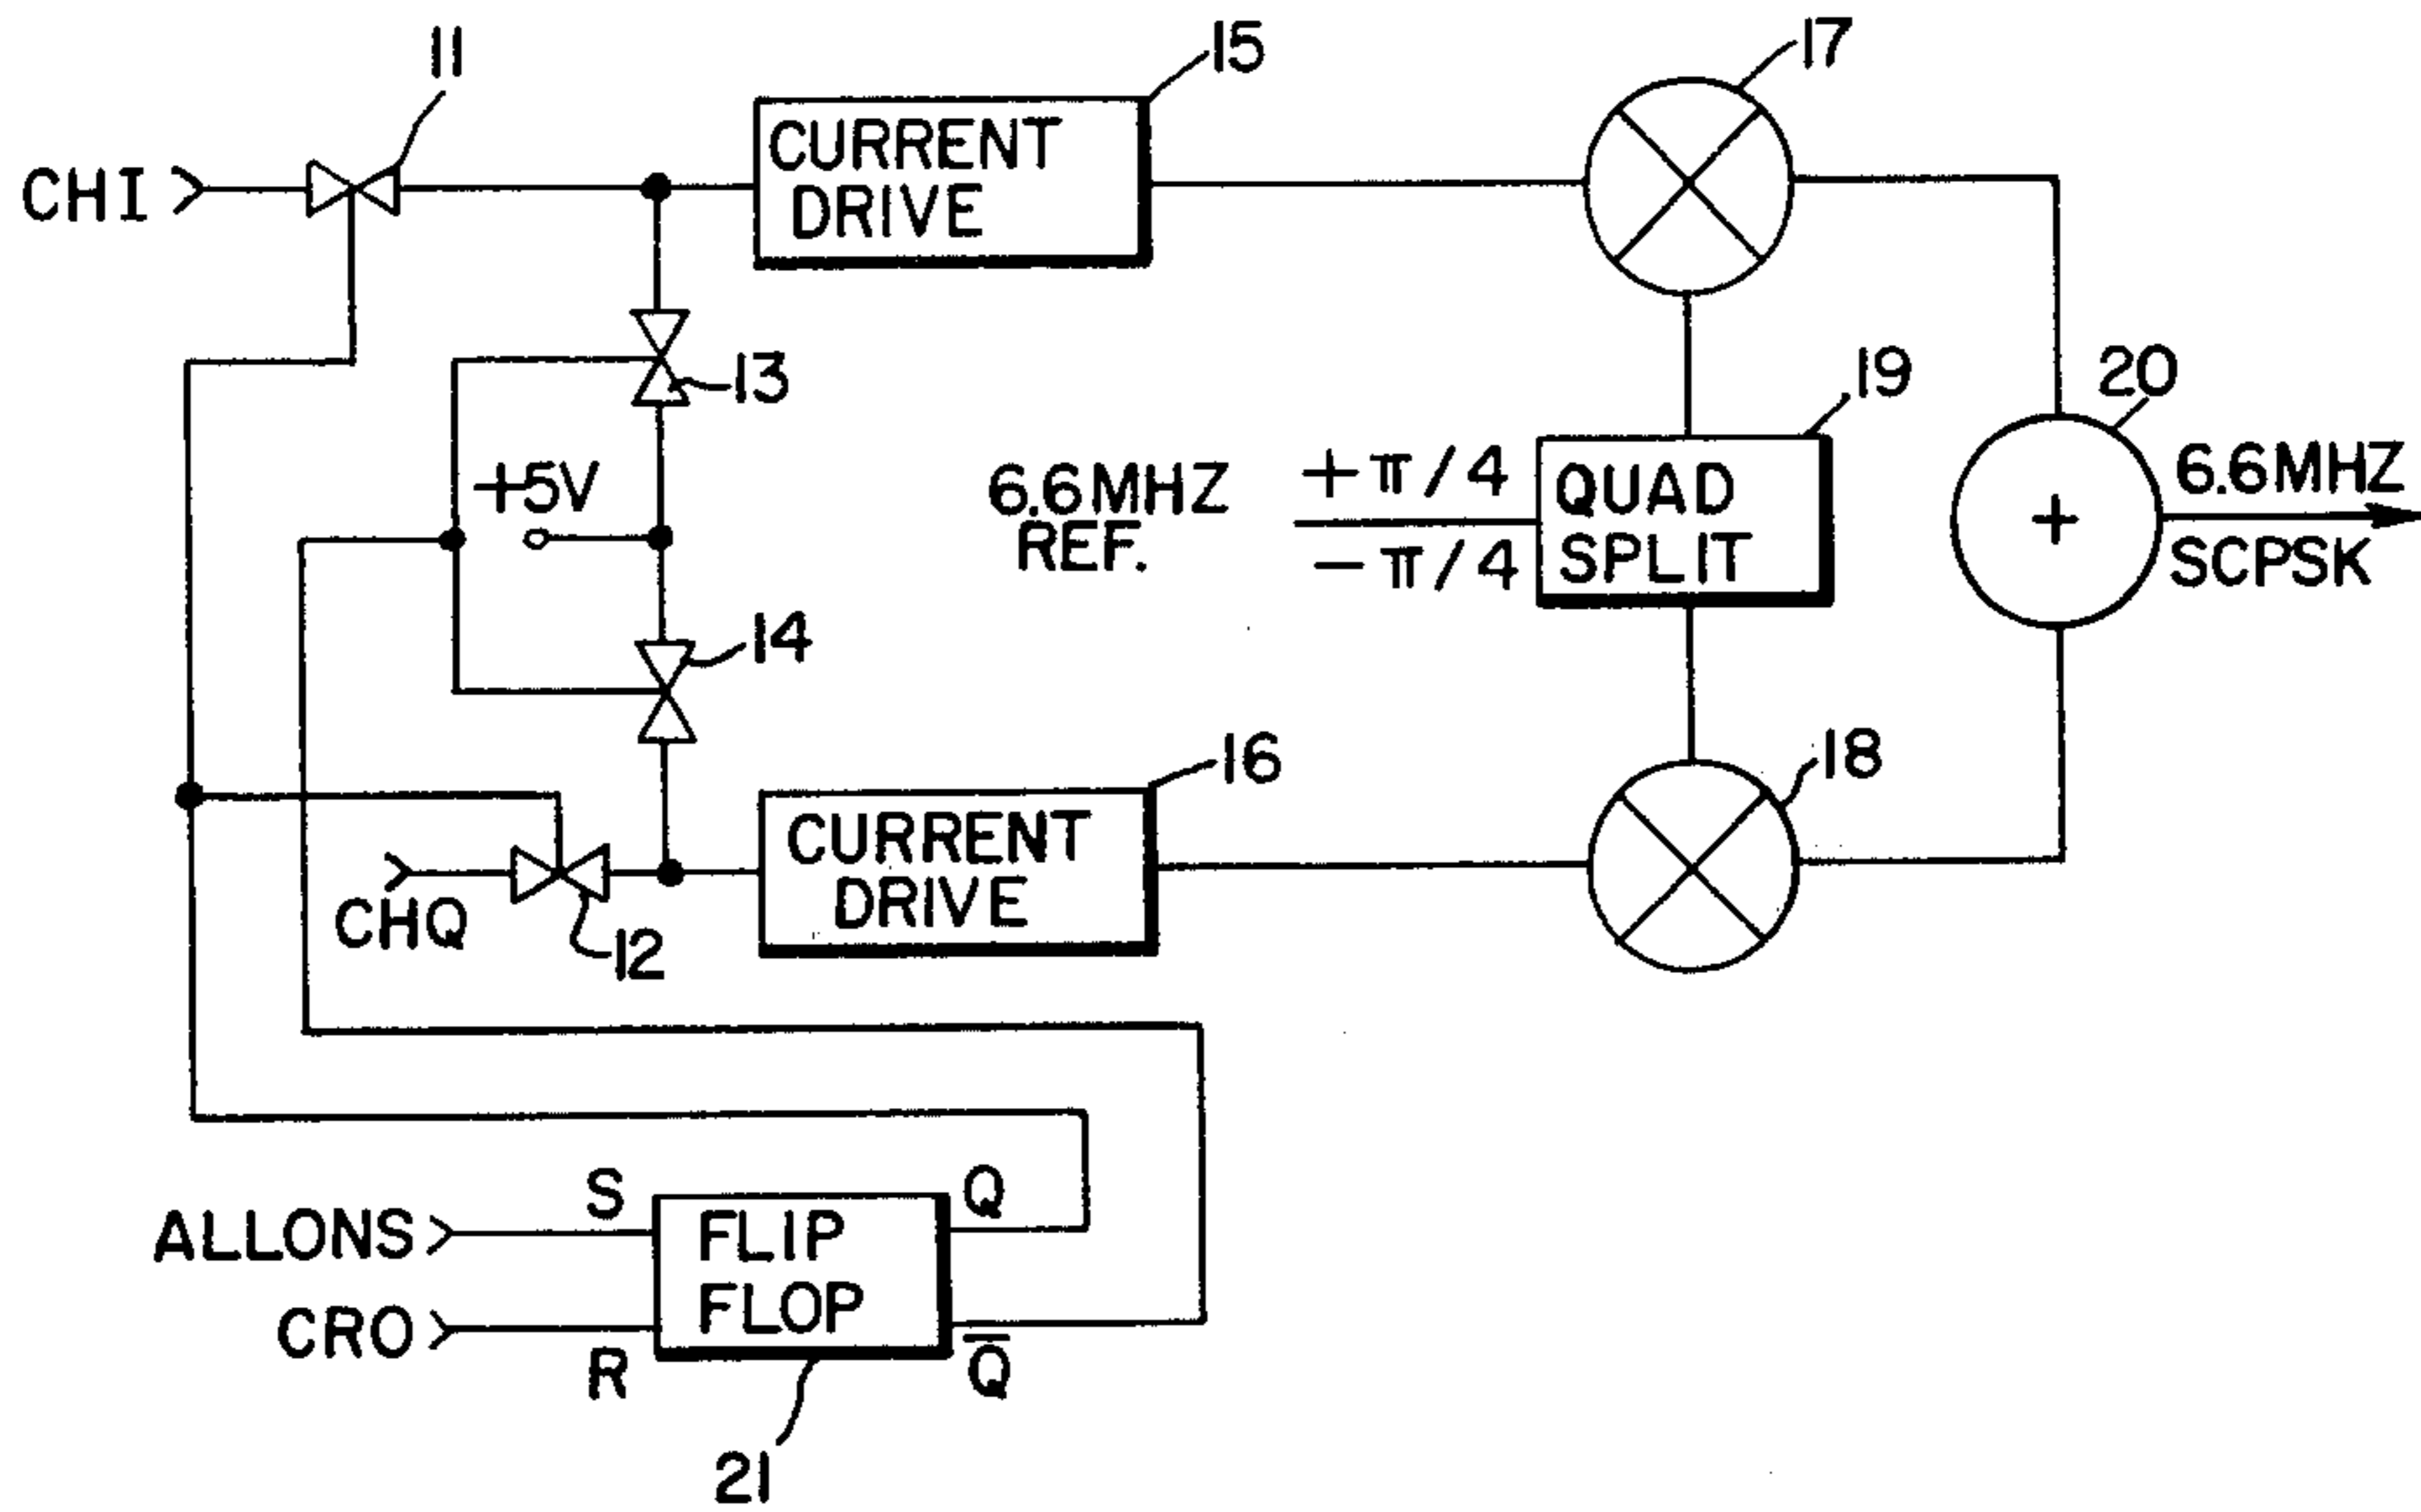 11
15
17
CHI
CURRENT
DRIVE
13
19
20
+5V
6.6MHZ
REF.
+π/4
-π/4
QUAD
SPLIT
+
6.6MHZ
SCPSK
14
16
18
CURRENT
DRIVE
CHQ
12
S
Q
ALLONS
FLIP
FLOP
CRO
R
Q̅
21